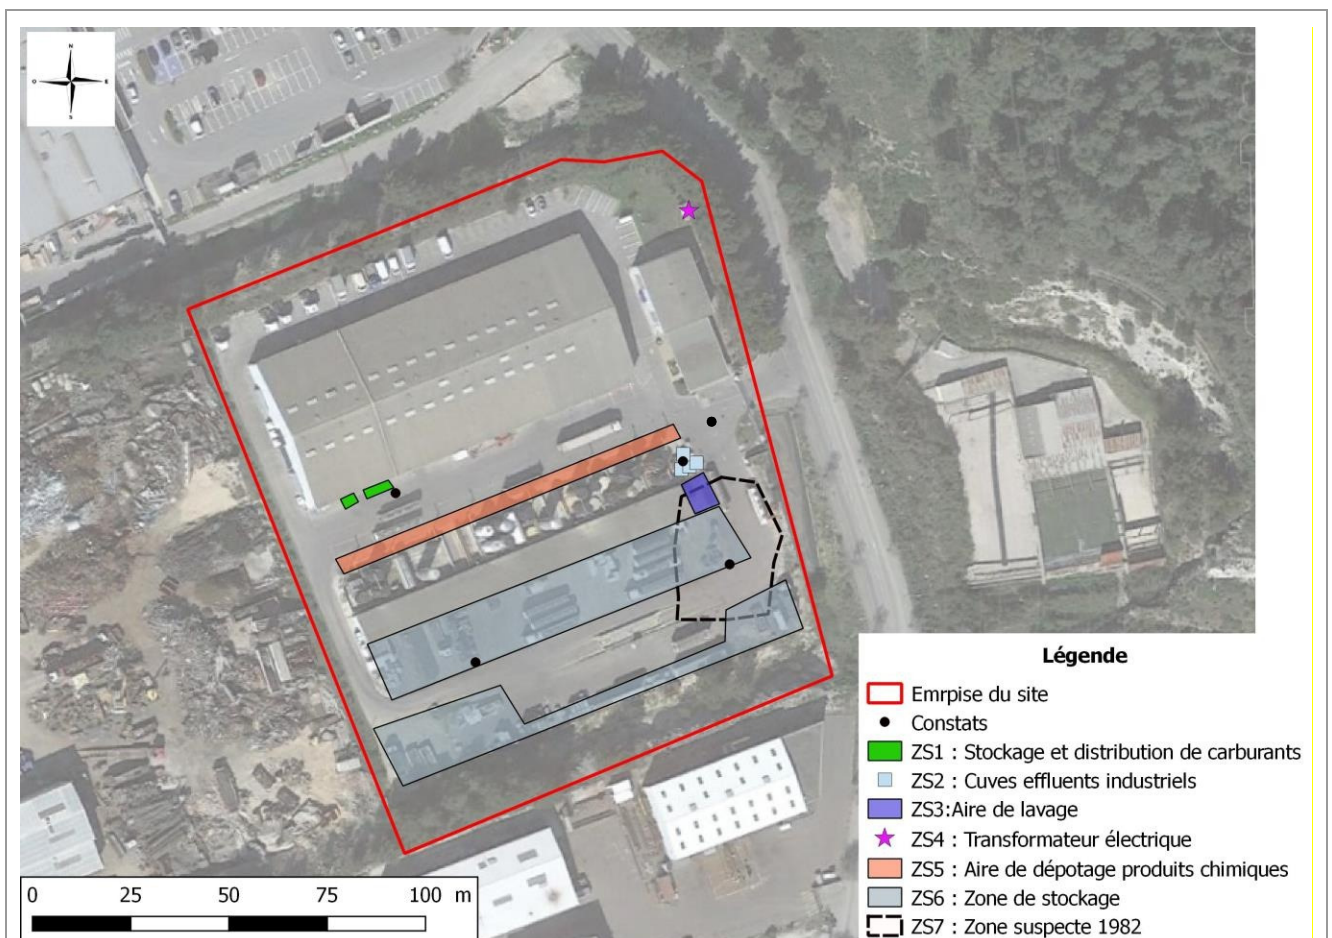 N
O
E
S
Légende
Emrpise du site
Constats
ZS1 : Stockage et distribution de carburants
ZS2 : Cuves effluents industriels
ZS3:Aire de lavage
ZS4 : Transformateur électrique
ZS5 : Aire de dépotage produits chimiques
ZS6 : Zone de stockage
ZS7 : Zone suspecte 1982
0 25 50 75 100 m